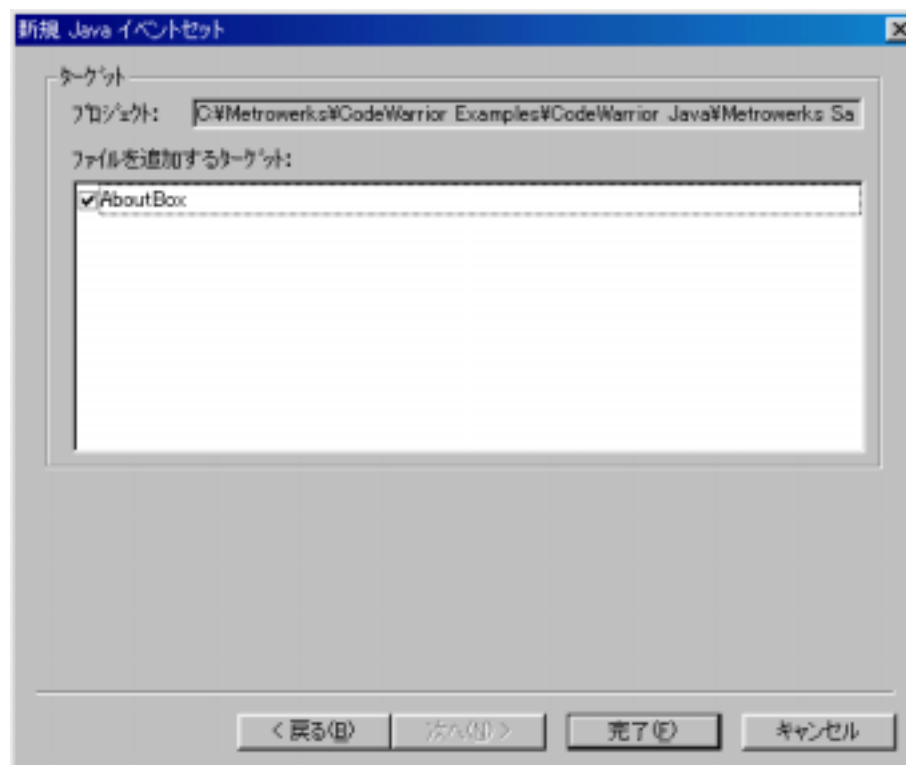 新規 Java イベントセット
ターゲット
プロジェクト: C:¥Metrowerks¥CodeWarrior Examples¥CodeWarrior Java¥Metrowerks Sa
ファイルを追加するターゲット:
AboutBox
< 戻る(B) 次へ(N) > 完了(F) キャンセル